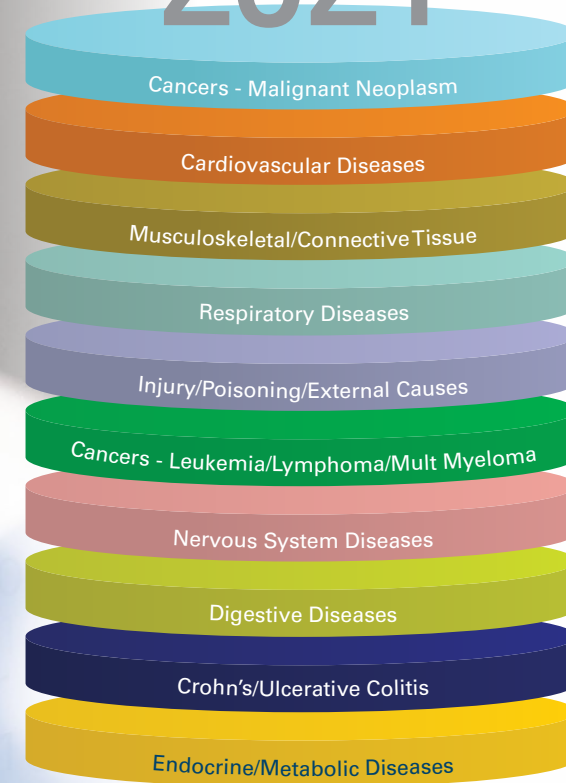 2021
Cancers - Malignant Neoplasm
Cardiovascular Diseases
Musculoskeletal/Connective Tissue
Respiratory Diseases
Injury/Poisoning/External Causes
Cancers - Leukemia/Lymphoma/Mult Myeloma
Nervous System Diseases
Digestive Diseases
Crohn's/Ulcerative Colitis
Endocrine/Metabolic Diseases